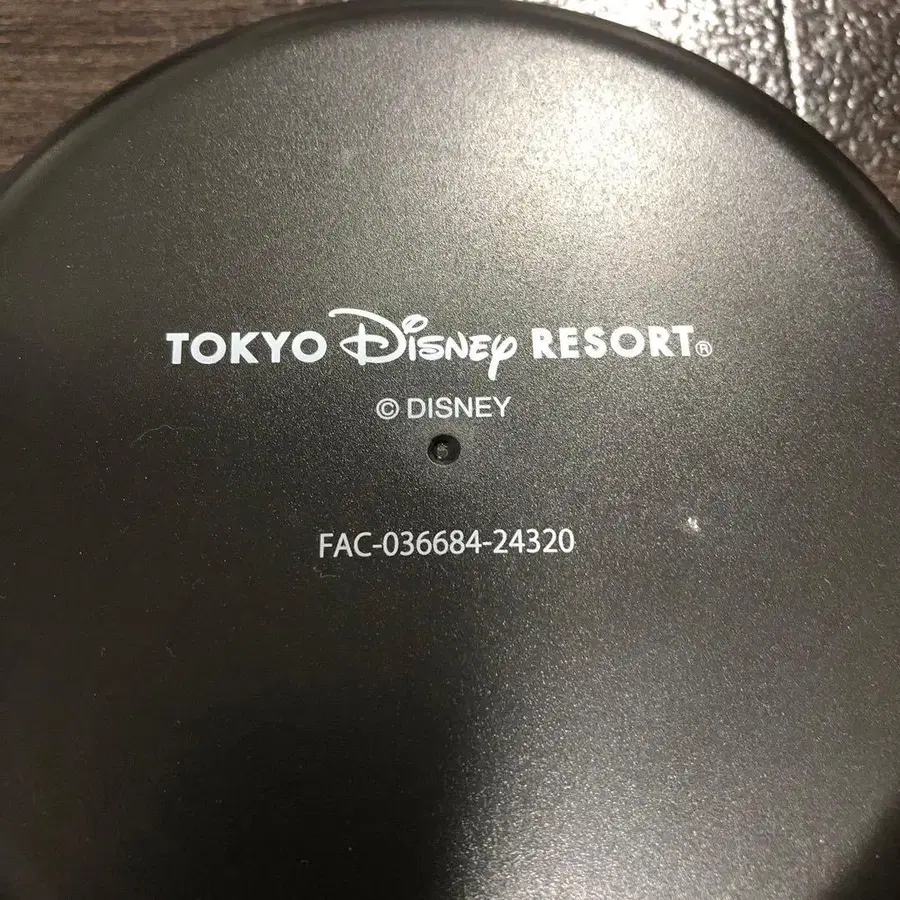 TOKYO Disney RESORT®
© DISNEY
FAC-036684-24320